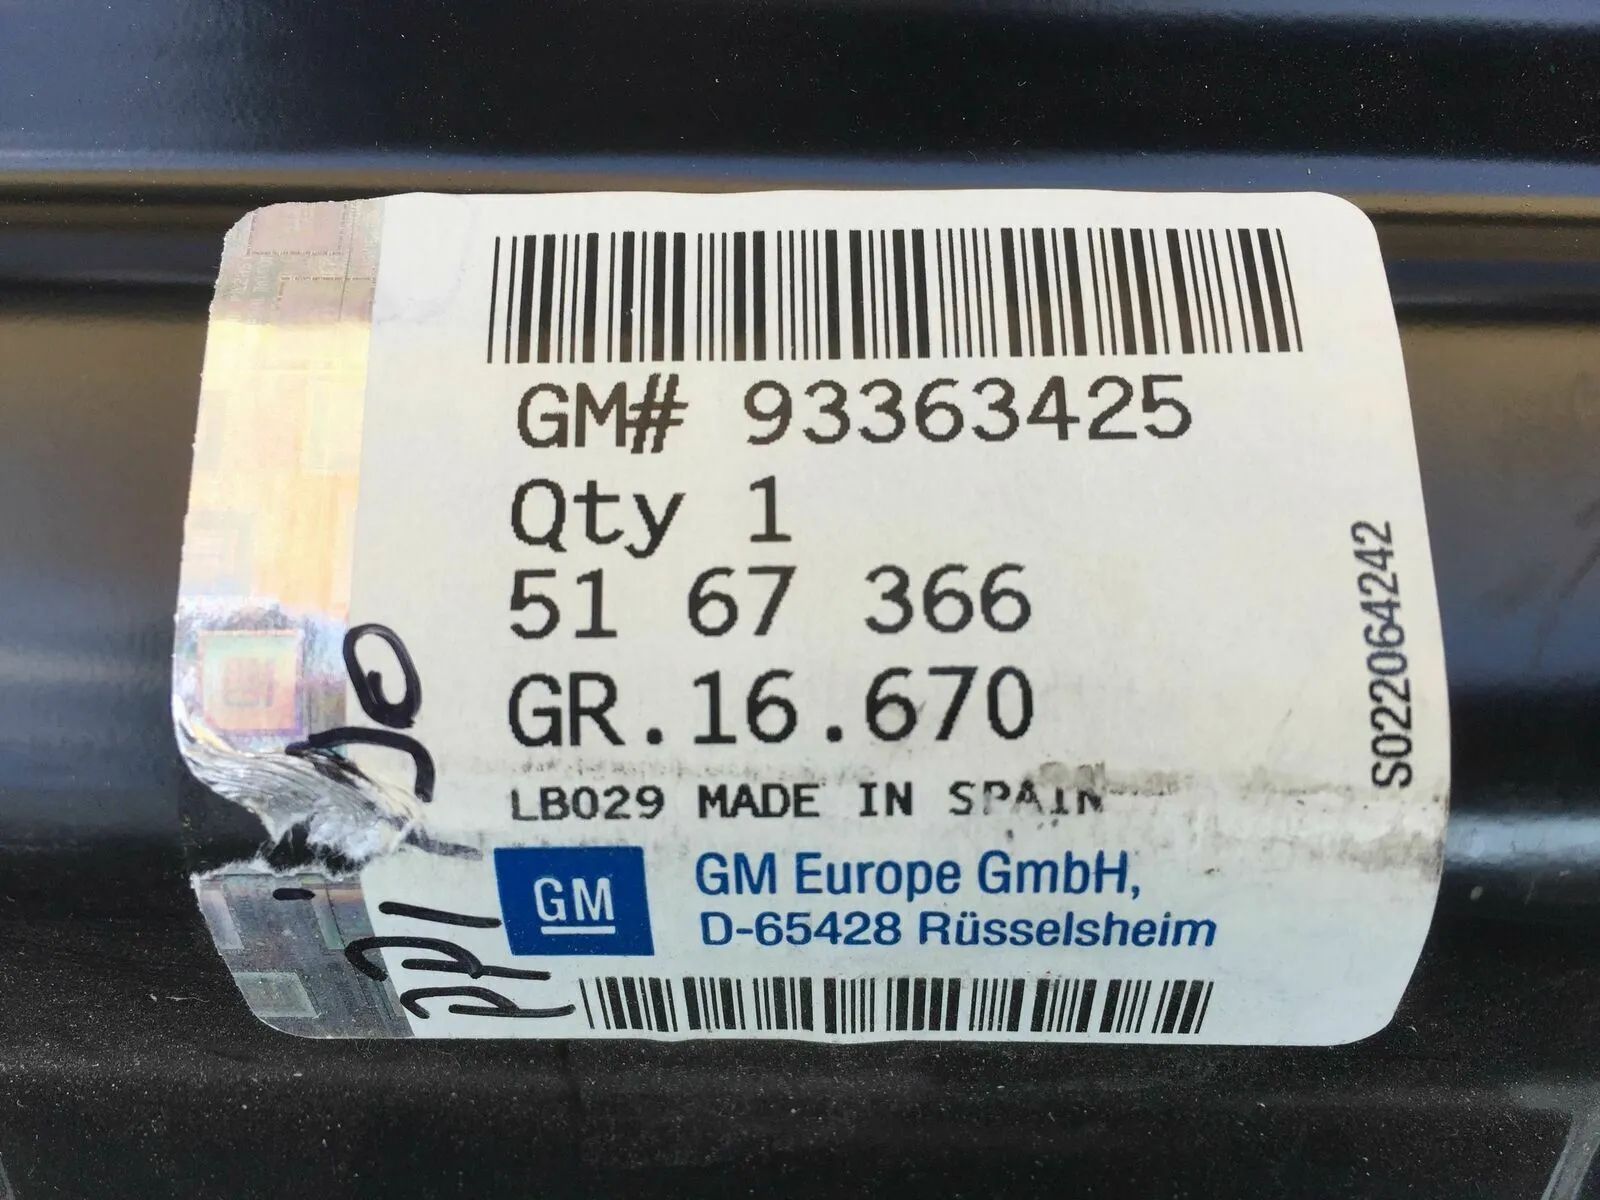 GM# 93363425
Qty 1
51 67 366
GR.16.670
LB029 MADE IN SPAIN
GM
GM Europe GmbH,
D-65428 Rüsselsheim
S022064242